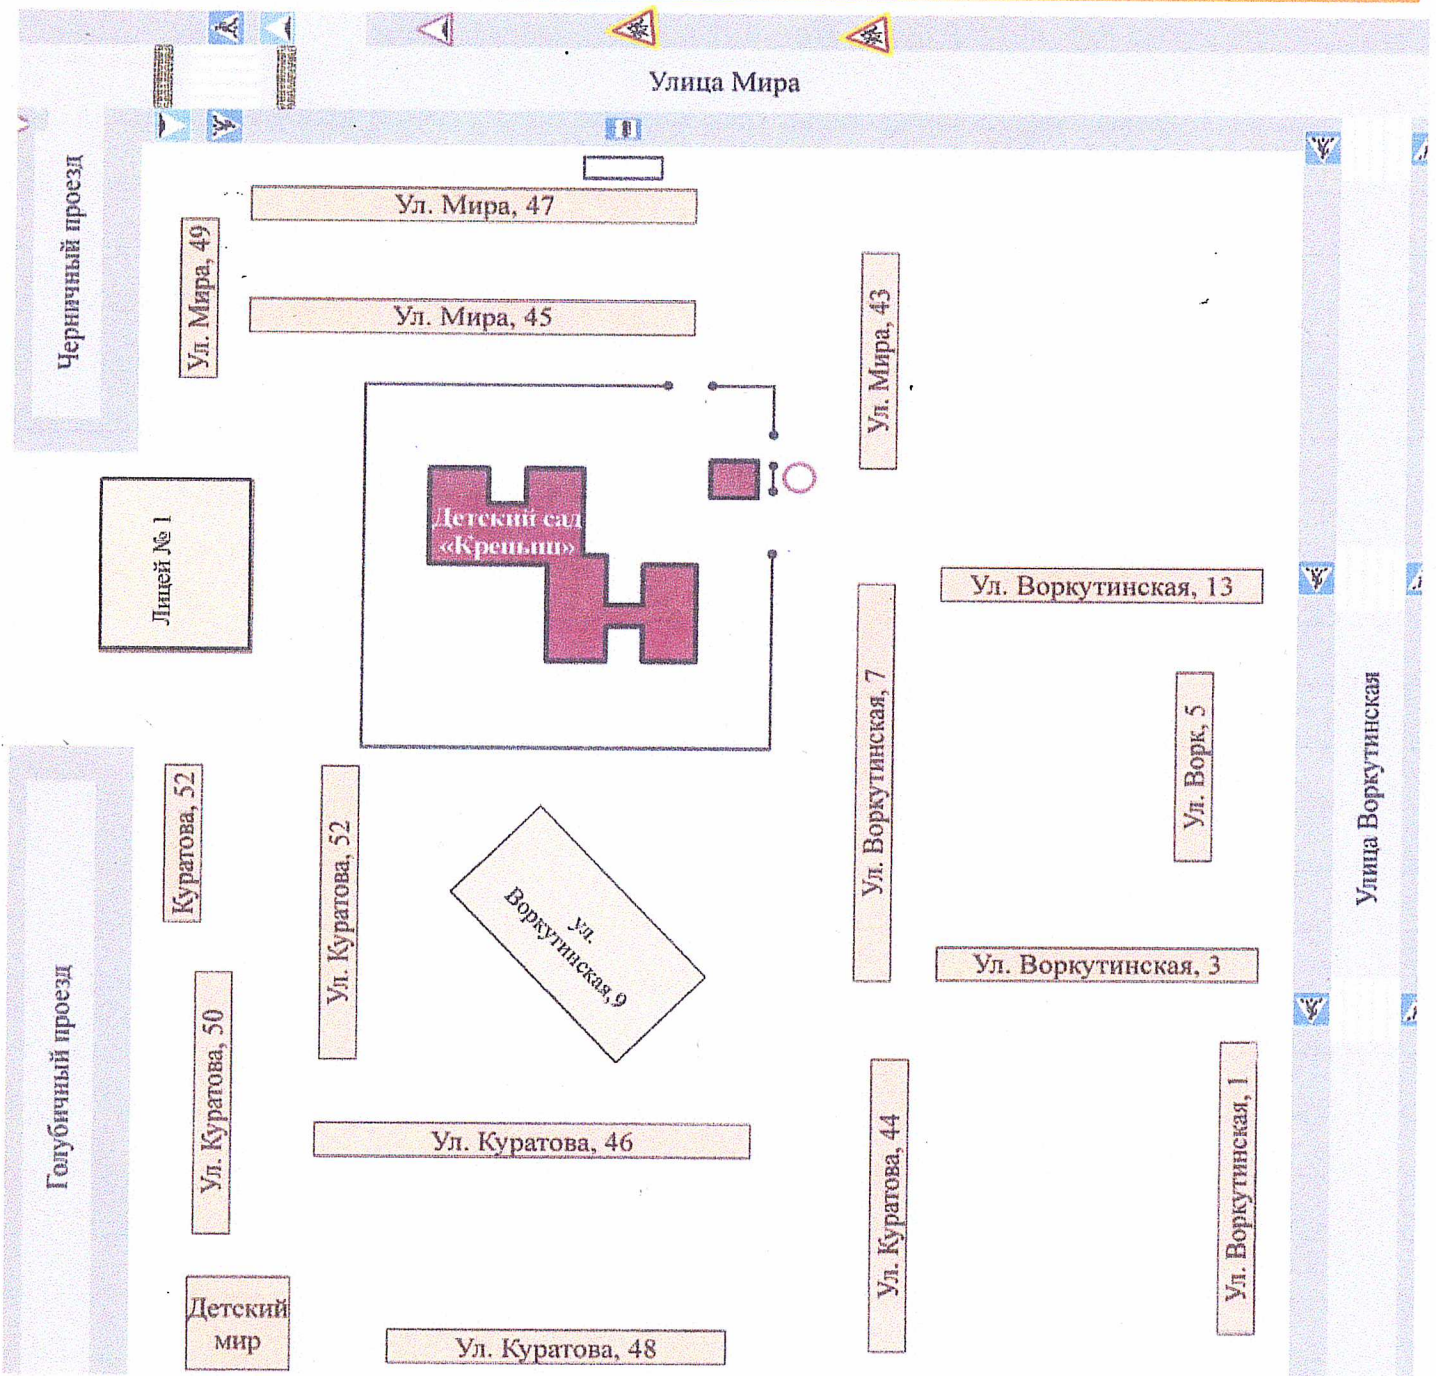 Улица Мира
Черничный проезд
Ул. Мира, 47
Ул. Мира, 49
Ул. Мира, 45
Ул. Мира, 43
Лицей № 1
Детский сад
«Крепыш»
Ул. Воркутинская, 13
Ул. Воркутинская, 7
Ул. Ворк, 5
Улица Воркутинская
Куратова, 52
Ул. Куратова, 52
ул.
Воркутинская,9
Ул. Воркутинская, 3
Голубичный проезд
Ул. Куратова, 50
Ул. Куратова, 46
Ул. Куратова, 44
Ул. Воркутинская, 1
Детский
мир
Ул. Куратова, 48